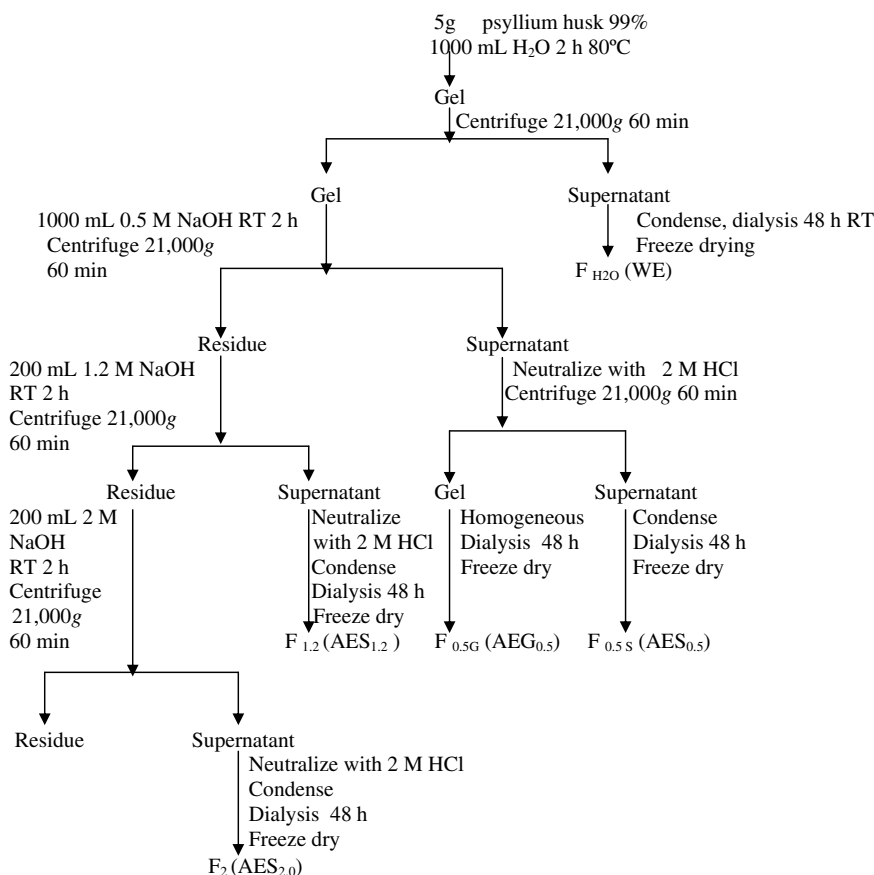 5g psyllium husk 99%
1000 mL H₂O 2 h 80ºC
Gel
Centrifuge 21,000g 60 min
Gel
Supernatant
1000 mL 0.5 M NaOH RT 2 h
Centrifuge 21,000g
60 min
Condense, dialysis 48 h RT
Freeze drying
F H2O (WE)
Residue
Supernatant
200 mL 1.2 M NaOH
RT 2 h
Centrifuge 21,000g
60 min
Neutralize with 2 M HCl
Centrifuge 21,000g 60 min
Residue
Supernatant
Gel
Supernatant
200 mL 2 M
NaOH
RT 2 h
Centrifuge
21,000g
60 min
Neutralize
with 2 M HCl
Condense
Dialysis 48 h
Freeze dry
F 1.2 (AES1.2 )
Homogeneous
Dialysis 48 h
Freeze dry
F 0.5G (AEG0.5)
Condense
Dialysis 48 h
Freeze dry
F 0.5 S (AES0.5)
Residue
Supernatant
Neutralize with 2 M HCl
Condense
Dialysis 48 h
Freeze dry
F₂ (AES2.0)